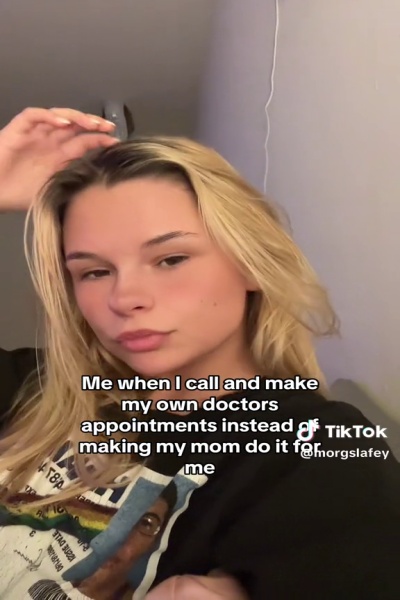 Me when I call and make
my own doctors
appointments instead of
making my mom do it for
me
TikTok
@morgslafey